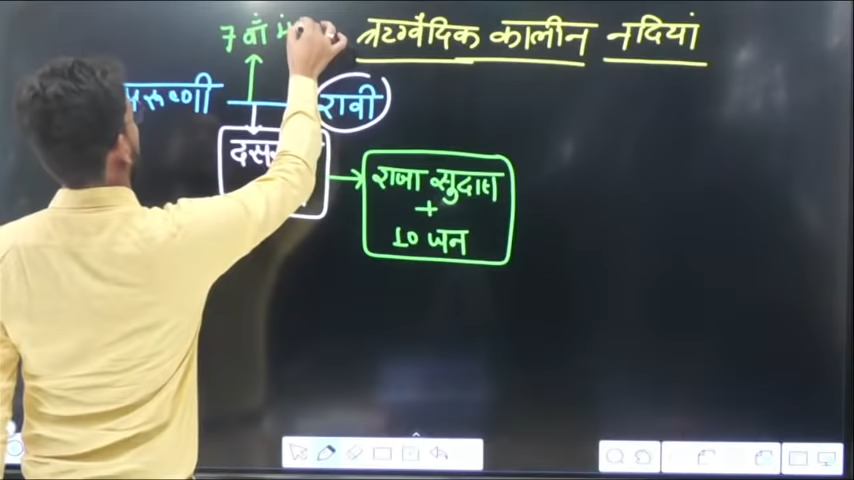 ऋग्वैदिक कालीन नदियां
7 वाँ
परुष्णी रावी
राजा सुदास
+
10 जन